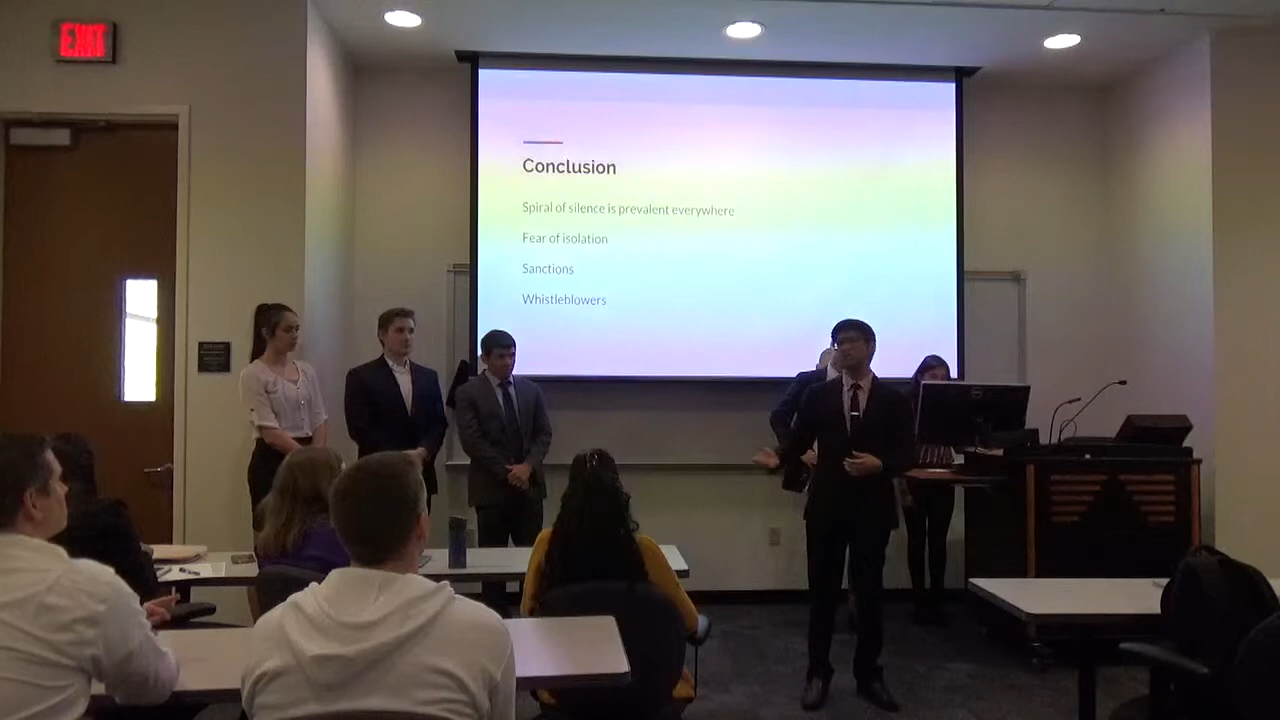 EXIT
Conclusion
Spiral of silence is prevalent everywhere
Fear of isolation
Sanctions
Whistleblowers